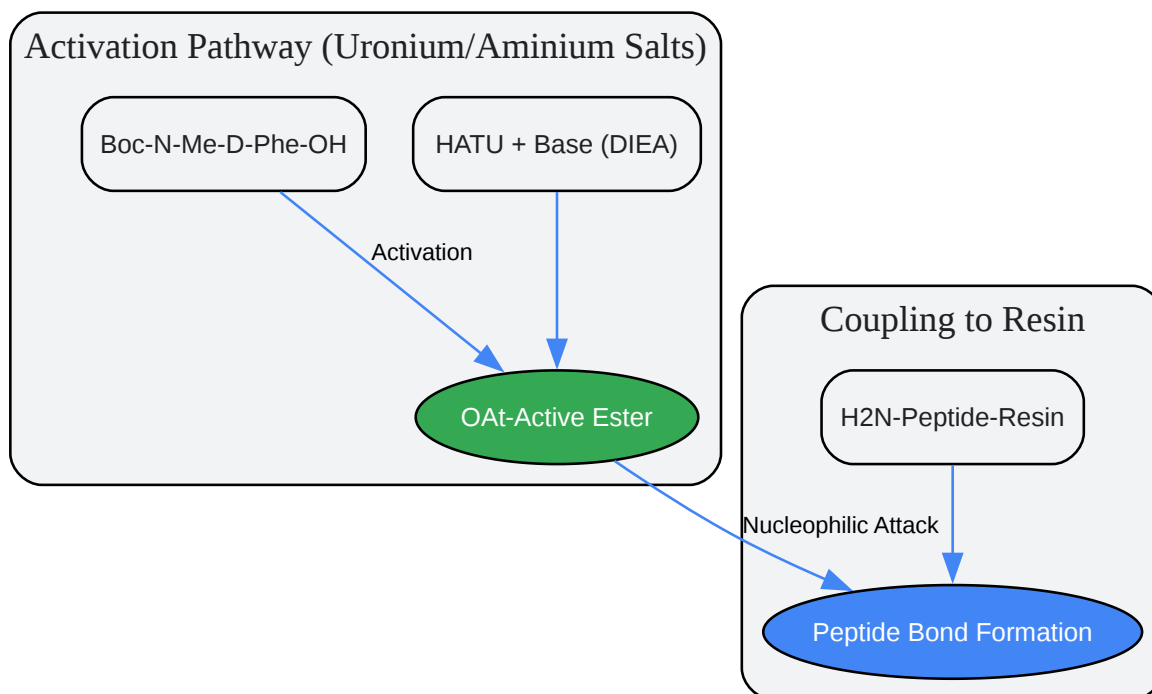 Activation Pathway (Uronium/Aminium Salts)
Boc-N-Me-D-Phe-OH
HATU + Base (DIEA)
Activation
OAt-Active Ester
Coupling to Resin
H2N-Peptide-Resin
Nucleophilic Attack
Peptide Bond Formation